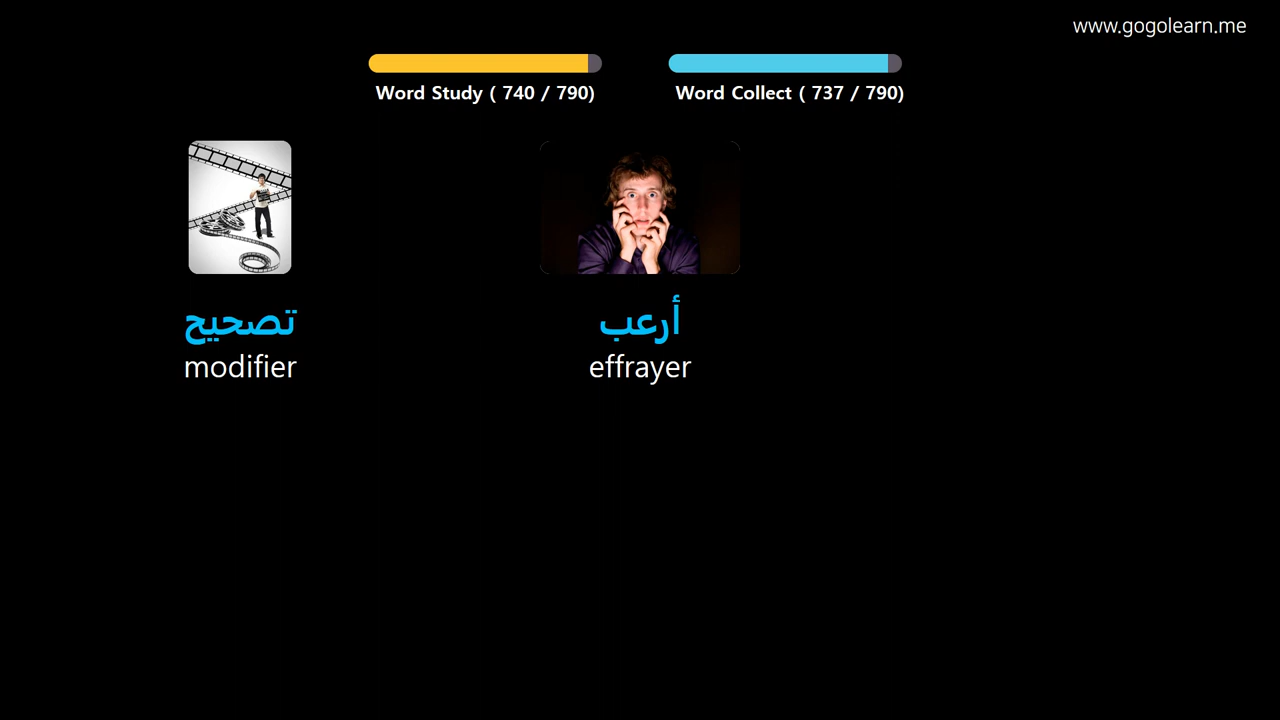 www.gogolearn.me
Word Study ( 740 / 790)
Word Collect ( 737 / 790)
تصحيح
modifier
أرعب
effrayer